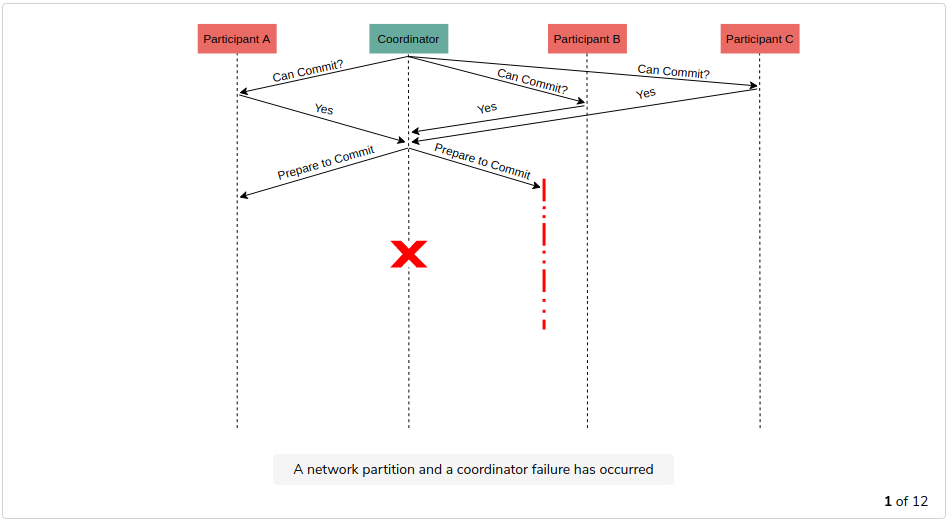 Participant A
Coordinator
Participant B
Participant C
Can Commit?
Can Commit?
Can Commit?
Yes
Yes
Yes
Prepare to Commit
Prepare to Commit
A network partition and a coordinator failure has occurred
1 of 12